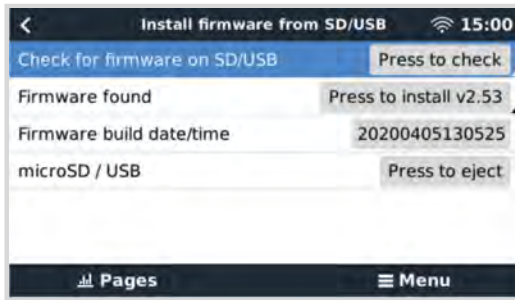 Install firmware from SD/USB 15:00
Check for firmware on SD/USB Press to check
Firmware found Press to install v2.53
Firmware build date/time 20200405130525
microSD / USB Press to eject
Pages Menu